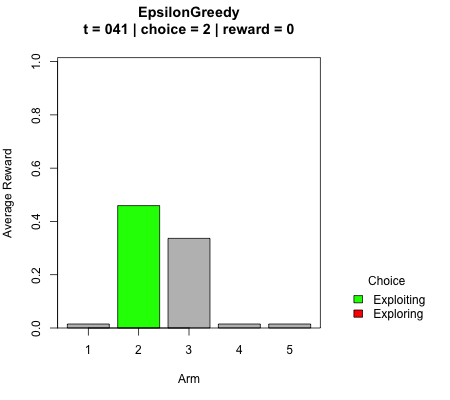 EpsilonGreedy
t = 041 | choice = 2 | reward = 0
1.0
0.8
0.6
0.4
0.2
0.0
Average Reward
1 2 3 4 5
Arm
Choice
Exploiting
Exploring